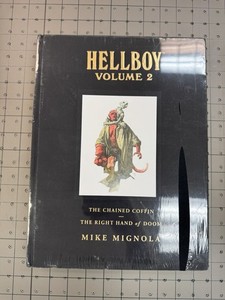 HELLBOY
VOLUME 2
THE CHAINED COFFIN
THE RIGHT HAND of DOOM
MIKE MIGNOLA